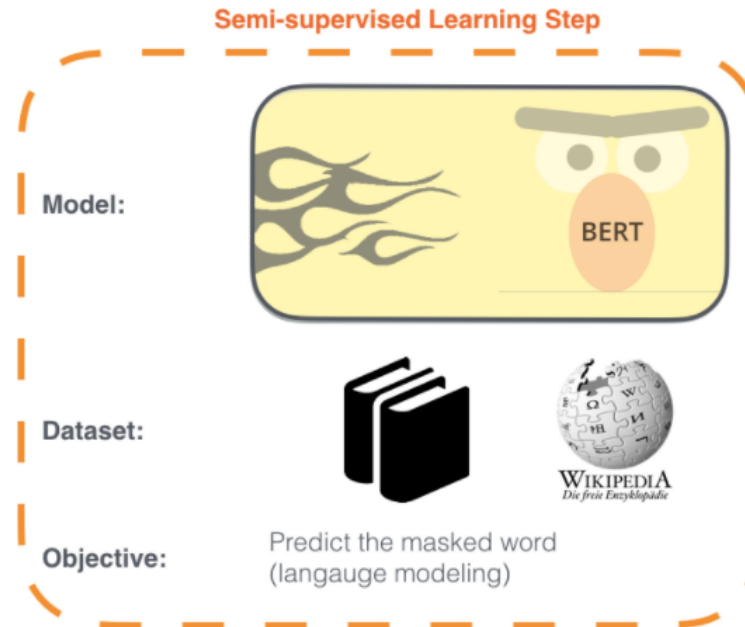 Semi-supervised Learning Step
Model:
BERT
Dataset:
WIKIPEDIA
Die freie Enzyklopädie
Objective:
Predict the masked word
(langauge modeling)